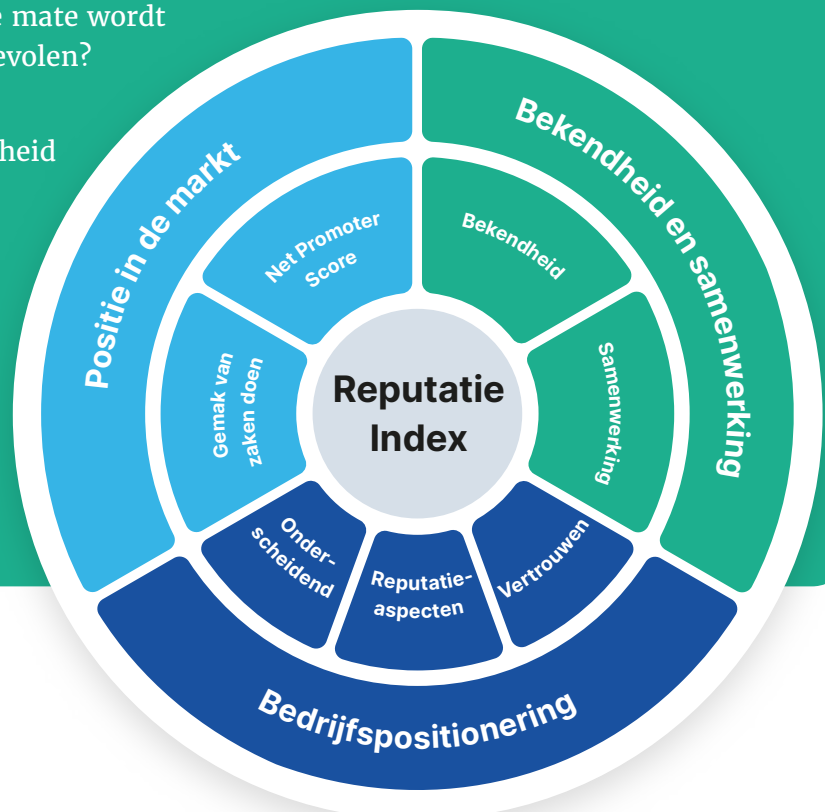 e mate wordt
evolen?
heid
Positie in de markt
Bekendheid en samenwerking
Net Promoter
Score
Bekendheid
Gemak van
zaken doen
Samenwerking
Reputatie
Index
Onder-
scheidend
Reputatie-
aspecten
Vertrouwen
Bedrijfspositionering